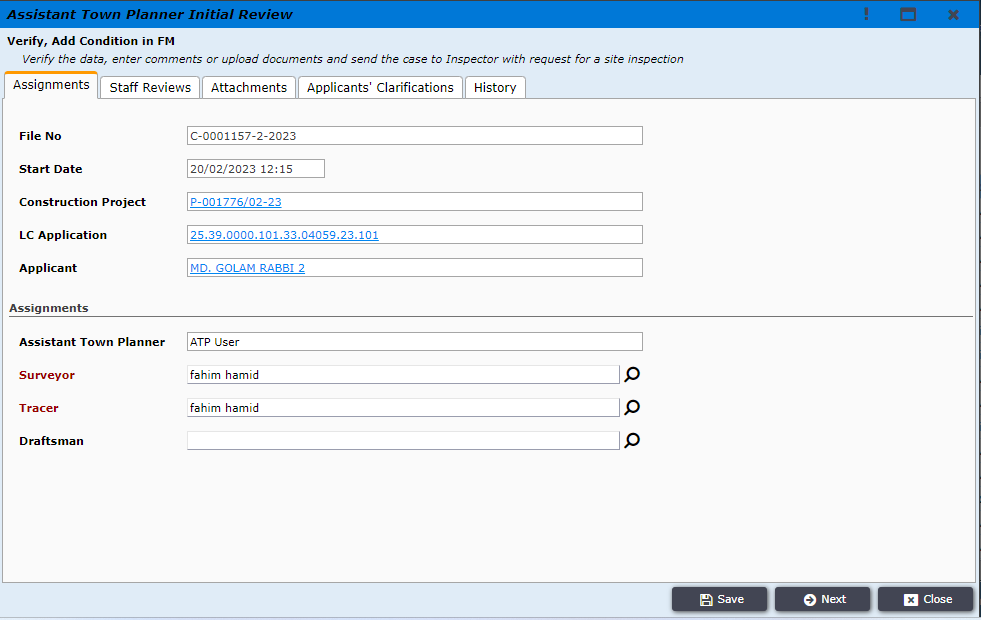 Assistant Town Planner Initial Review
Verify, Add Condition in FM
Verify the data, enter comments or upload documents and send the case to Inspector with request for a site inspection
Assignments Staff Reviews Attachments Applicants' Clarifications History
File No C-0001157-2-2023
Start Date 20/02/2023 12:15
Construction Project P-001776/02-23
LC Application 25.39.0000.101.33.04059.23.101
Applicant MD. GOLAM RABBI 2
Assignments
Assistant Town Planner ATP User
Surveyor fahim hamid
Tracer fahim hamid
Draftsman
Save Next Close